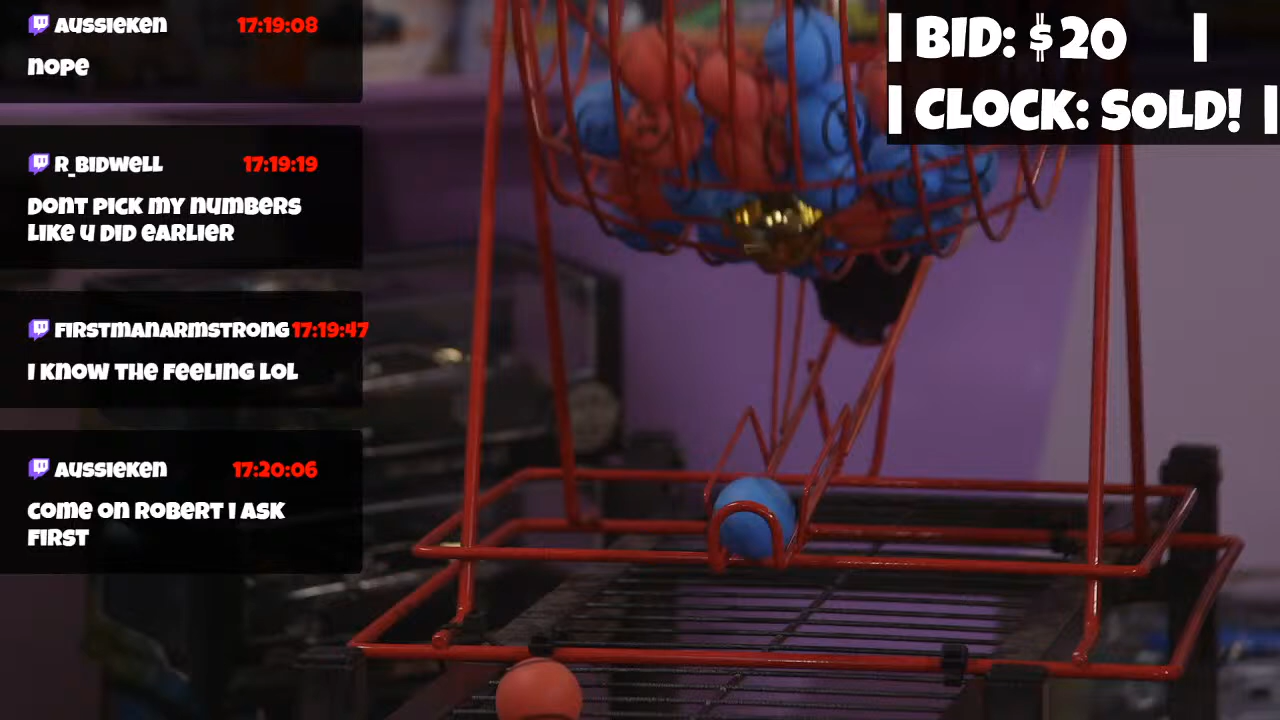 Aussieken 17:19:08
nope
R_Bidwell 17:19:19
Dont pick my numbers
like u did earlier
firstmanarmstrong 17:19:47
I know the feeling lol
Aussieken 17:20:06
Come on Robert I ask
first
| BID: $20 |
| CLOCK: SOLD! |